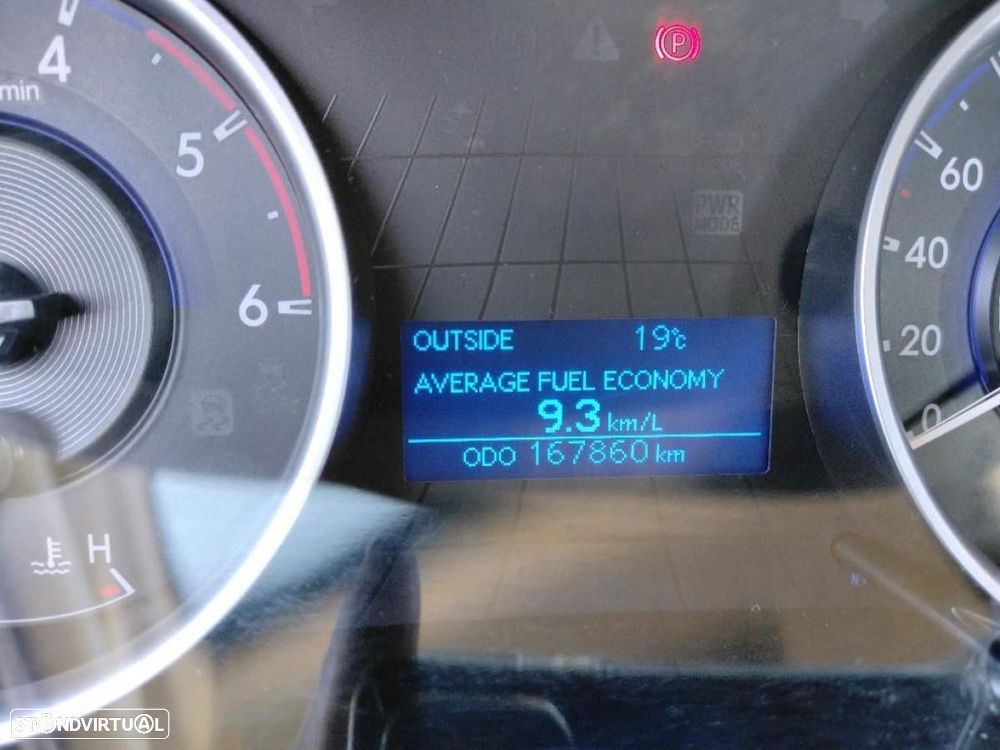 4
min
5
6
H
P
PWR
MODE
60
40
20
0
OUTSIDE 19℃
AVERAGE FUEL ECONOMY
9.3 km/L
ODO 167860 km
STANDVIRTUAL